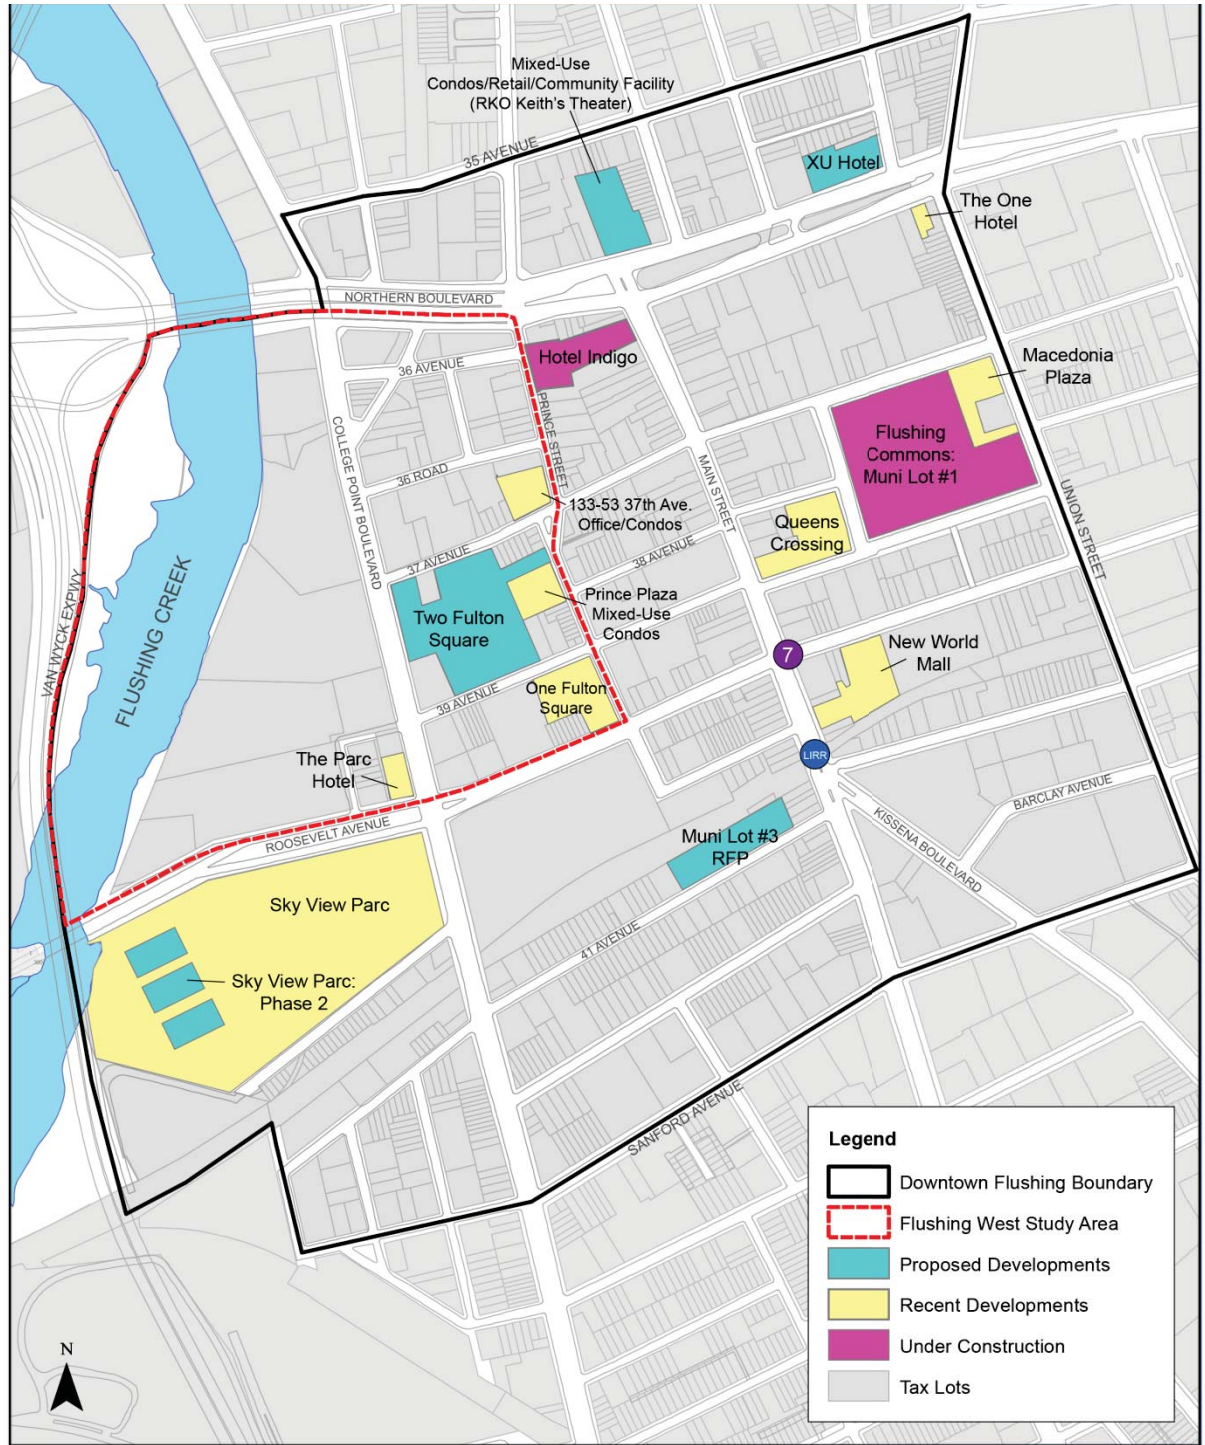 Mixed-Use
Condos/Retail/Community Facility
(RKO Keith's Theater)
35 AVENUE
XU Hotel
The One
Hotel
NORTHERN BOULEVARD
Hotel Indigo
36 AVENUE
Macedonia
Plaza
PRINCE STREET
COLLEGE POINT BOULEVARD
Flushing
Commons:
Muni Lot #1
36 ROAD
MAIN STREET
UNION STREET
133-53 37th Ave.
Office/Condos
Queens
Crossing
37 AVENUE
38 AVENUE
VAN WYCK EXPWY
FLUSHING CREEK
Two Fulton
Square
Prince Plaza
Mixed-Use
Condos
7
New World
Mall
One Fulton
Square
39 AVENUE
LIRR
The Parc
Hotel
BARCLAY AVENUE
KISSENA BOULEVARD
ROOSEVELT AVENUE
Muni Lot #3
RFP
Sky View Parc
41 AVENUE
Sky View Parc:
Phase 2
SANFORD AVENUE
Legend
Downtown Flushing Boundary
Flushing West Study Area
Proposed Developments
Recent Developments
Under Construction
Tax Lots
N